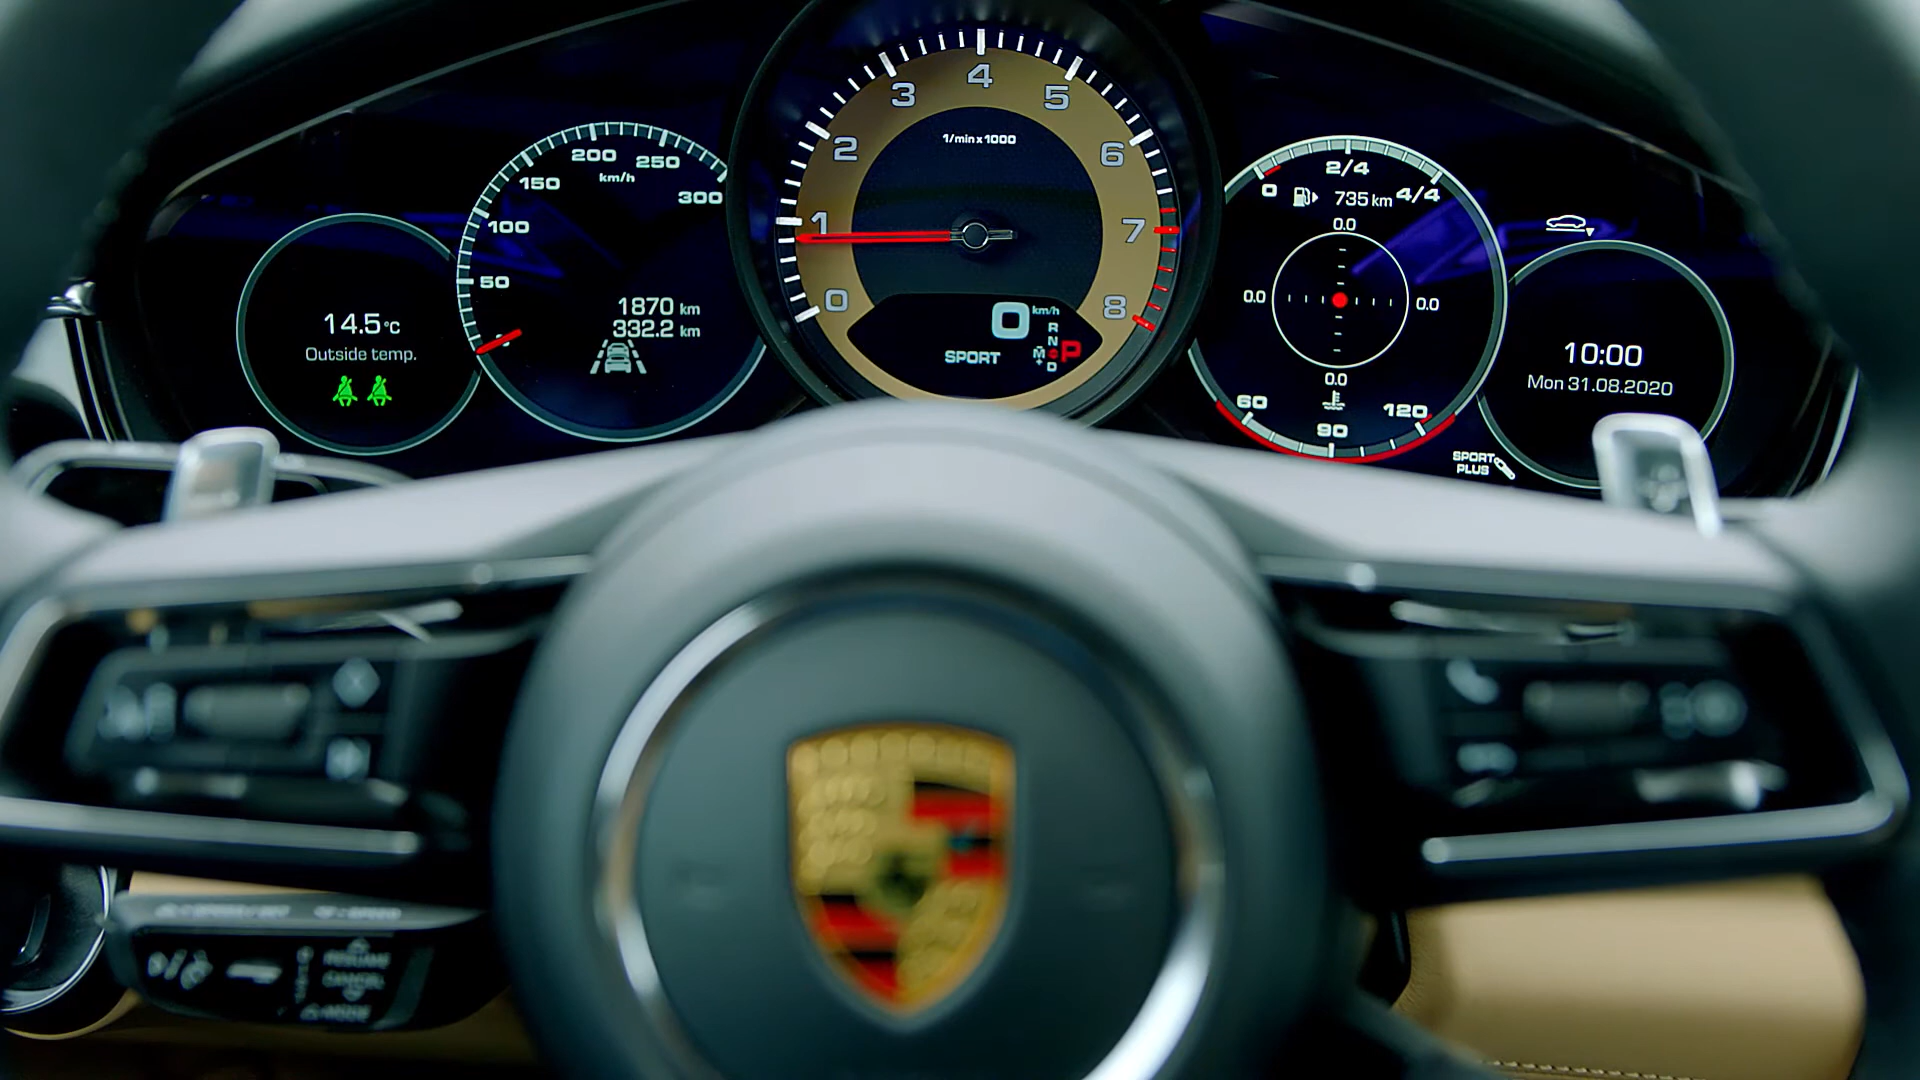 14.5°C
Outside temp.
0
50
100
150
200
250
300
km/h
1870 km
332.2 km
0
1
2
3
4
5
6
7
8
1/min x 1000
0 km/h
SPORT
R
N
D
M
+
P
0
2/4
4/4
735 km
0.0
0.0
0.0
0.0
60
90
120
SPORT
PLUS
10:00
Mon 31.08.2020
RESUME
CANCEL